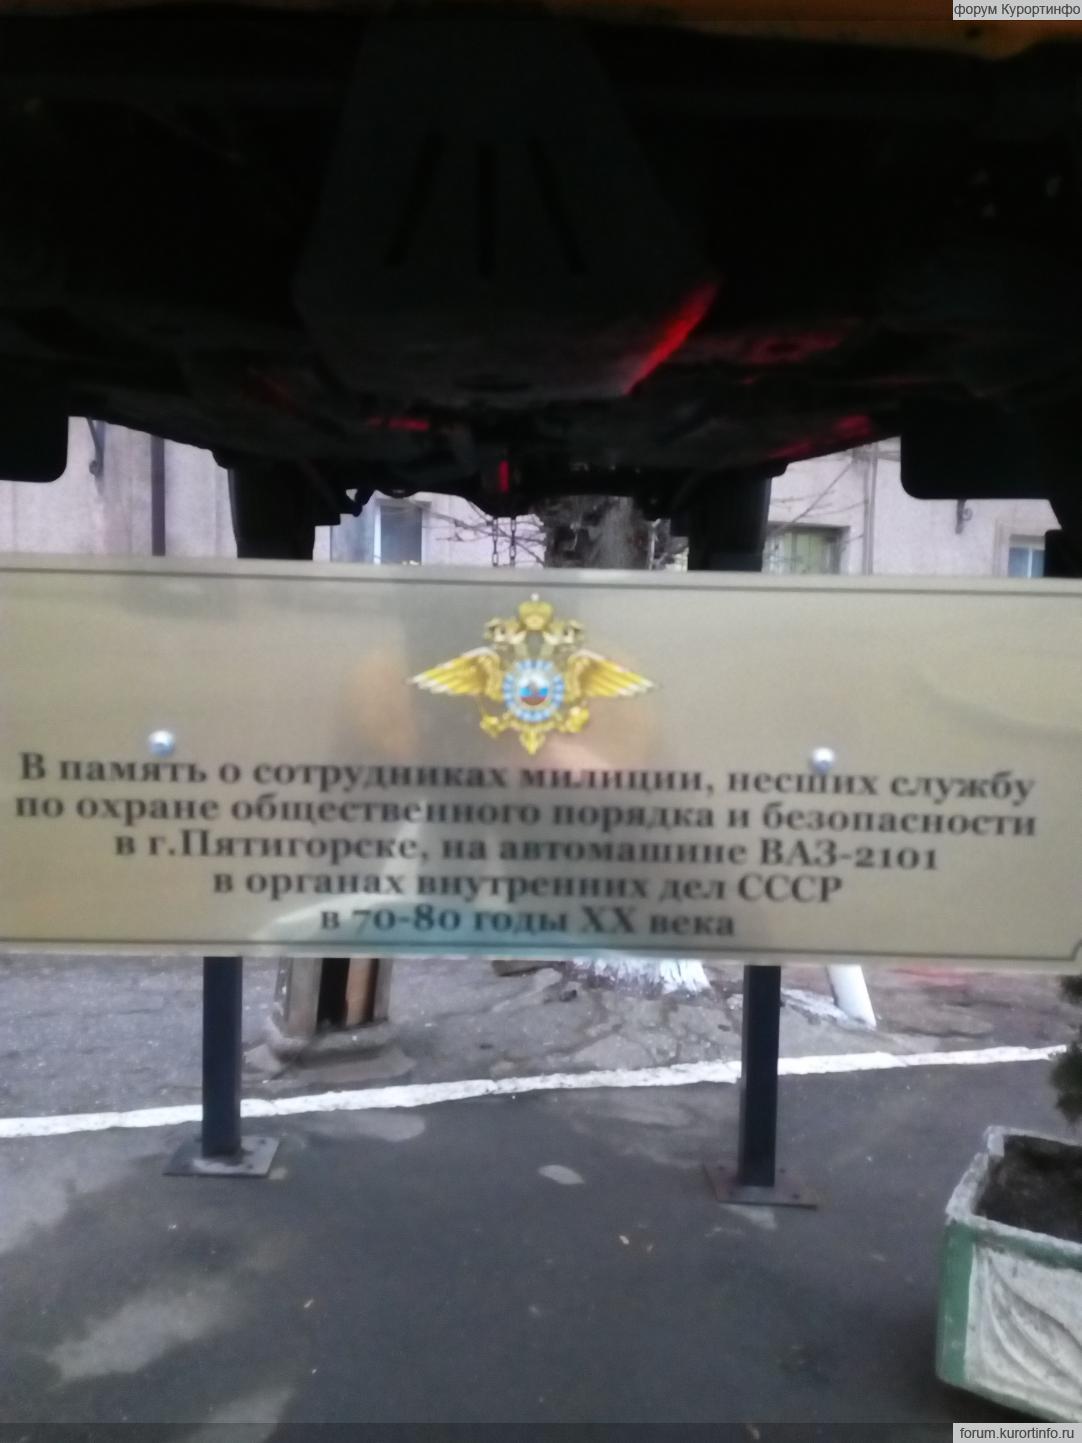 форум Курортинфо
В память о сотрудниках милиции, несших службу
по охране общественного порядка и безопасности
в г.Пятигорске, на автомашине ВАЗ-2101
в органах внутренних дел СССР
в 70-80 годы XX века
forum.kurortinfo.ru